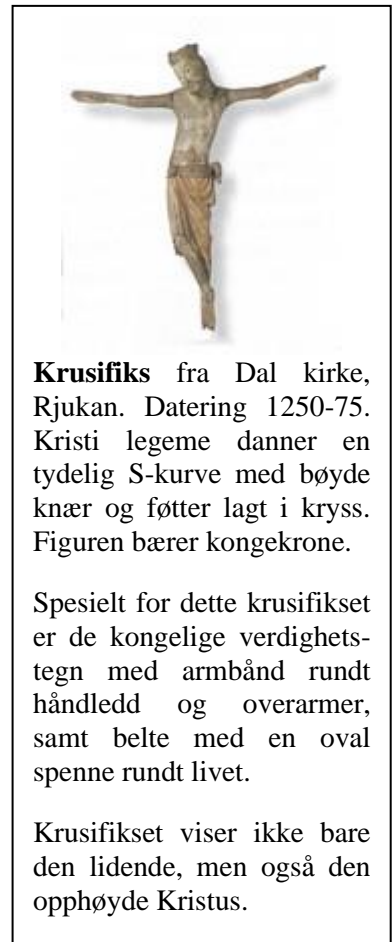 Krusifiks fra Dal kirke,
Rjukan. Datering 1250-75.
Kristi legeme danner en
tydelig S-kurve med bøyde
knær og føtter lagt i kryss.
Figuren bærer kongekrone.
Spesielt for dette krusifikset
er de kongelige verdighets-
tegn med armbånd rundt
håndledd og overarmer,
samt belte med en oval
spenne rundt livet.
Krusifikset viser ikke bare
den lidende, men også den
opphøyde Kristus.